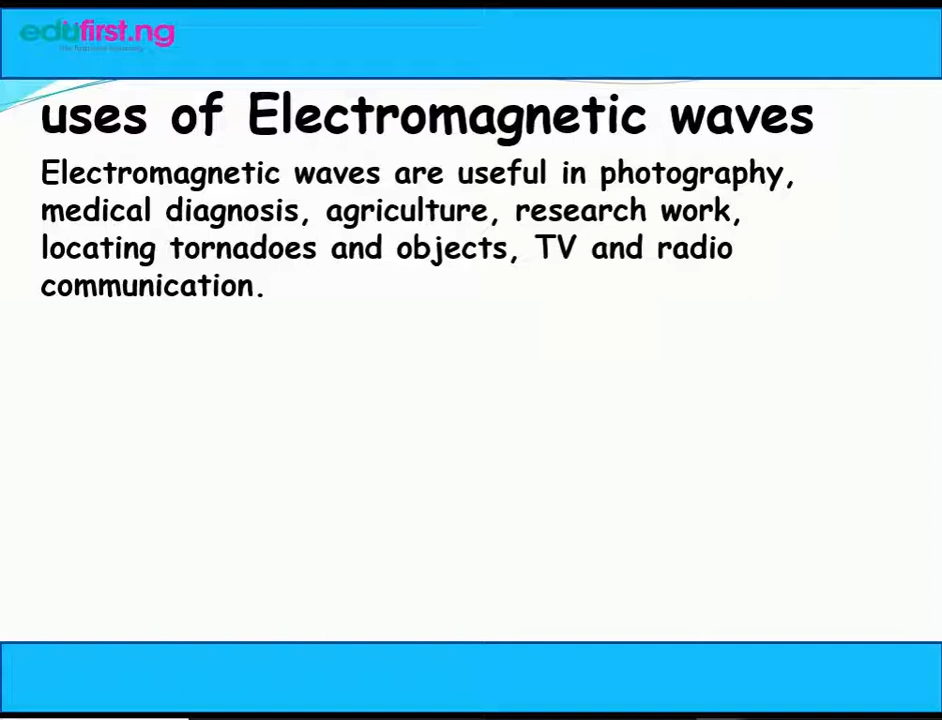 edufirst.ng
uses of Electromagnetic waves
Electromagnetic waves are useful in photography,
medical diagnosis, agriculture, research work,
locating tornadoes and objects, TV and radio
communication.